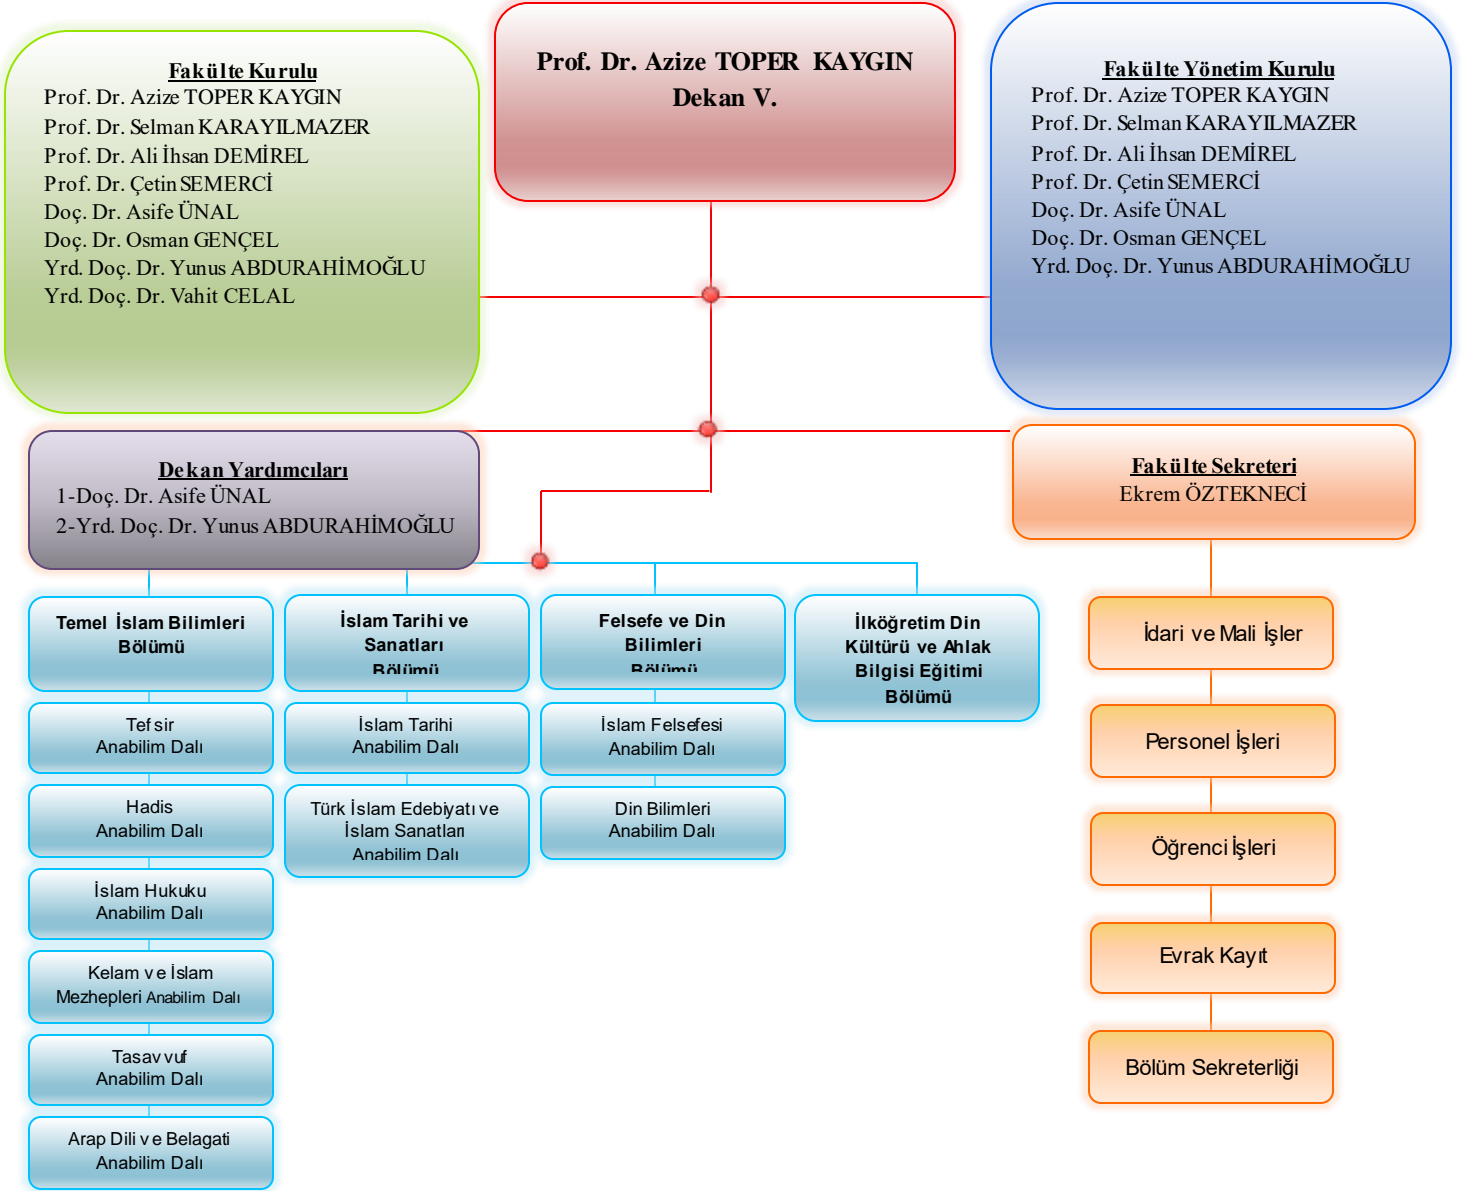 Prof. Dr. Azize TOPER KAYGIN
Dekan V.
Fakülte Kurulu
Prof. Dr. Azize TOPER KAYGIN
Prof. Dr. Selman KARAYILMAZER
Prof. Dr. Ali İhsan DEMİREL
Prof. Dr. Çetin SEMERCİ
Doç. Dr. Asife ÜNAL
Doç. Dr. Osman GENÇEL
Yrd. Doç. Dr. Yunus ABDURAHİMOĞLU
Yrd. Doç. Dr. Vahit CELAL
Fakülte Yönetim Kurulu
Prof. Dr. Azize TOPER KAYGIN
Prof. Dr. Selman KARAYILMAZER
Prof. Dr. Ali İhsan DEMİREL
Prof. Dr. Çetin SEMERCİ
Doç. Dr. Asife ÜNAL
Doç. Dr. Osman GENÇEL
Yrd. Doç. Dr. Yunus ABDURAHİMOĞLU
Dekan Yardımcıları
1-Doç. Dr. Asife ÜNAL
2-Yrd. Doç. Dr. Yunus ABDURAHİMOĞLU
Fakülte Sekreteri
Ekrem ÖZTEKNECİ
Temel İslam Bilimleri
Bölümü
Tefsir
Anabilim Dalı
Hadis
Anabilim Dalı
İslam Hukuku
Anabilim Dalı
Kelam ve İslam
Mezhepleri Anabilim Dalı
Tasavvuf
Anabilim Dalı
Arap Dili ve Belagati
Anabilim Dalı
İslam Tarihi ve
Sanatları
Bölümü
İslam Tarihi
Anabilim Dalı
Türk İslam Edebiyatı ve
İslam Sanatları
Anabilim Dalı
Felsefe ve Din
Bilimleri
Bölümü
İslam Felsefesi
Anabilim Dalı
Din Bilimleri
Anabilim Dalı
İlköğretim Din
Kültürü ve Ahlak
Bilgisi Eğitimi
Bölümü
İdari ve Mali İşler
Personel İşleri
Öğrenci İşleri
Evrak Kayıt
Bölüm Sekreterliği